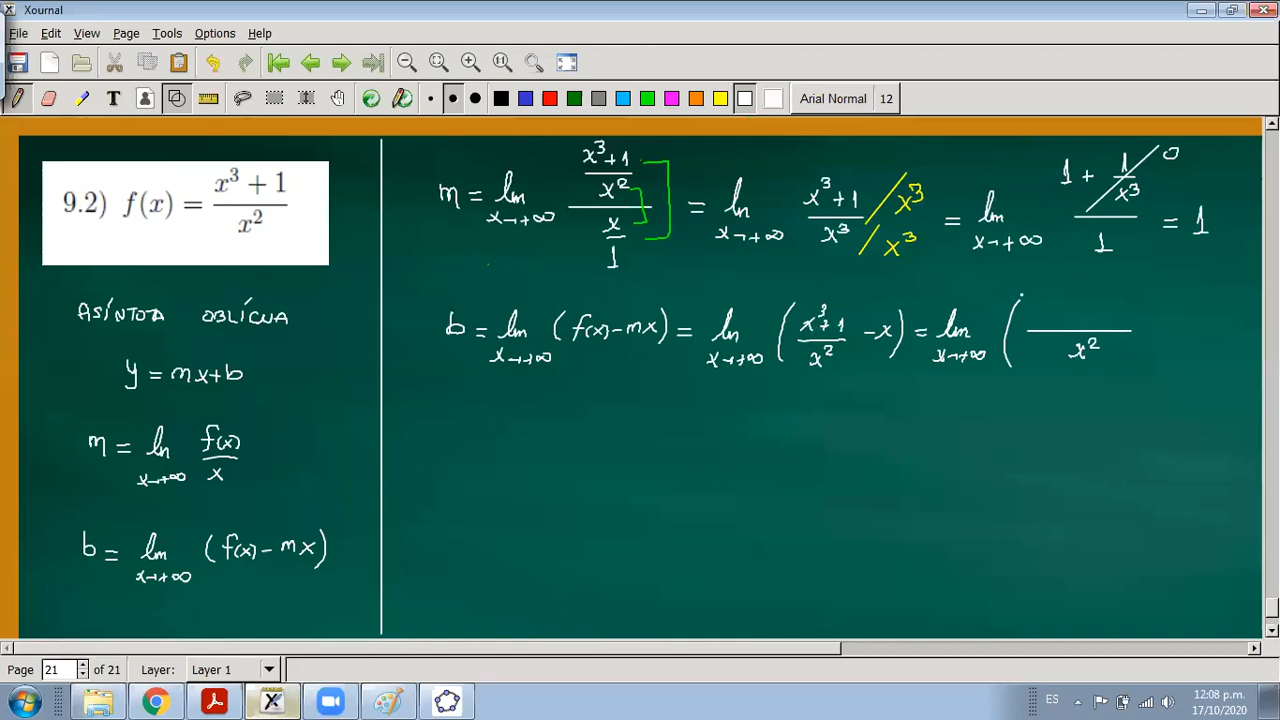 Xournal
File Edit View Page Tools Options Help
Arial Normal 12
9.2) f(x) = (x³ + 1)/x²
ASÍNTOTA OBLÍCUA
y = mx+b
m = lim x→+∞ f(x)/x
b = lim x→+∞ (f(x) - mx)
m = lim x→+∞ ((x³+1)/x²)/(x/1) = lim x→+∞ (x³+1)/x³ /x³ /x³ = lim x→+∞ (1 + 1/x³ 0)/1 = 1
b = lim x→+∞ (f(x) - mx) = lim x→+∞ ((x³+1)/x² - x) = lim x→+∞ ( /x²
Page 21 of 21 Layer: Layer 1
ES 12:08 p.m.
17/10/2020